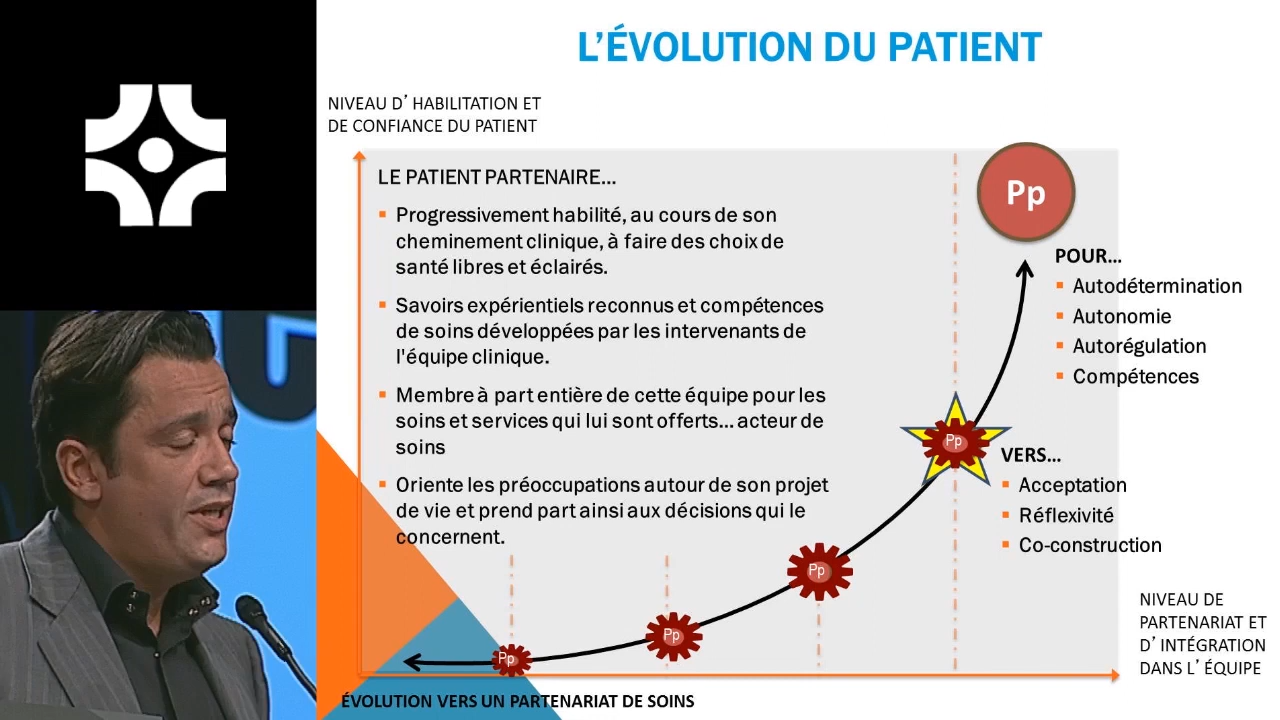 L'ÉVOLUTION DU PATIENT
NIVEAU D' HABILITATION ET
DE CONFIANCE DU PATIENT
LE PATIENT PARTENAIRE...
Progressivement habilité, au cours de son
cheminement clinique, à faire des choix de
santé libres et éclairés.
Savoirs expérientiels reconnus et compétences
de soins développées par les intervenants de
l'équipe clinique.
Membre à part entière de cette équipe pour les
soins et services qui lui sont offerts... acteur de
soins
Oriente les préoccupations autour de son projet
de vie et prend part ainsi aux décisions qui le
concernent.
Pp
POUR...
Autodétermination
Autonomie
Autorégulation
Compétences
Pp
VERS...
Acceptation
Réflexivité
Co-construction
Pp
Pp
Pp
NIVEAU DE
PARTENARIAT ET
D' INTÉGRATION
DANS L' ÉQUIPE
ÉVOLUTION VERS UN PARTENARIAT DE SOINS